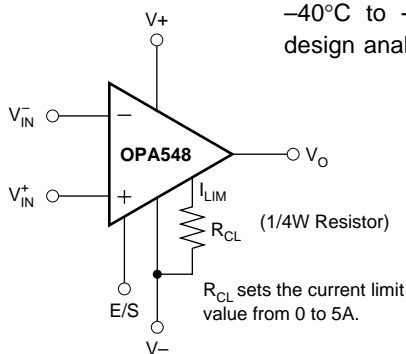 –40°C to -
design anal
V+
V–IN
–
OPA548
VO
V+IN
+
ILIM
RCL
(1/4W Resistor)
E/S
RCL sets the current limit
value from 0 to 5A.
V–